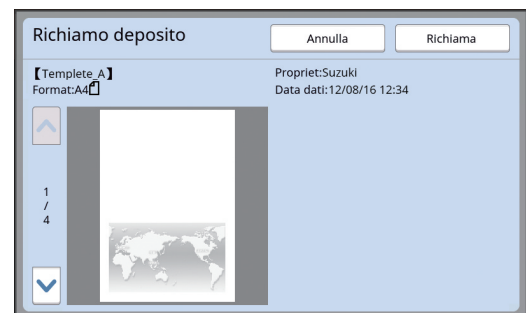 Richiamo deposito
Annulla
Richiama
【Templete_A】
Format:A4
Propriet:Suzuki
Data dati:12/08/16 12:34
1
/
4